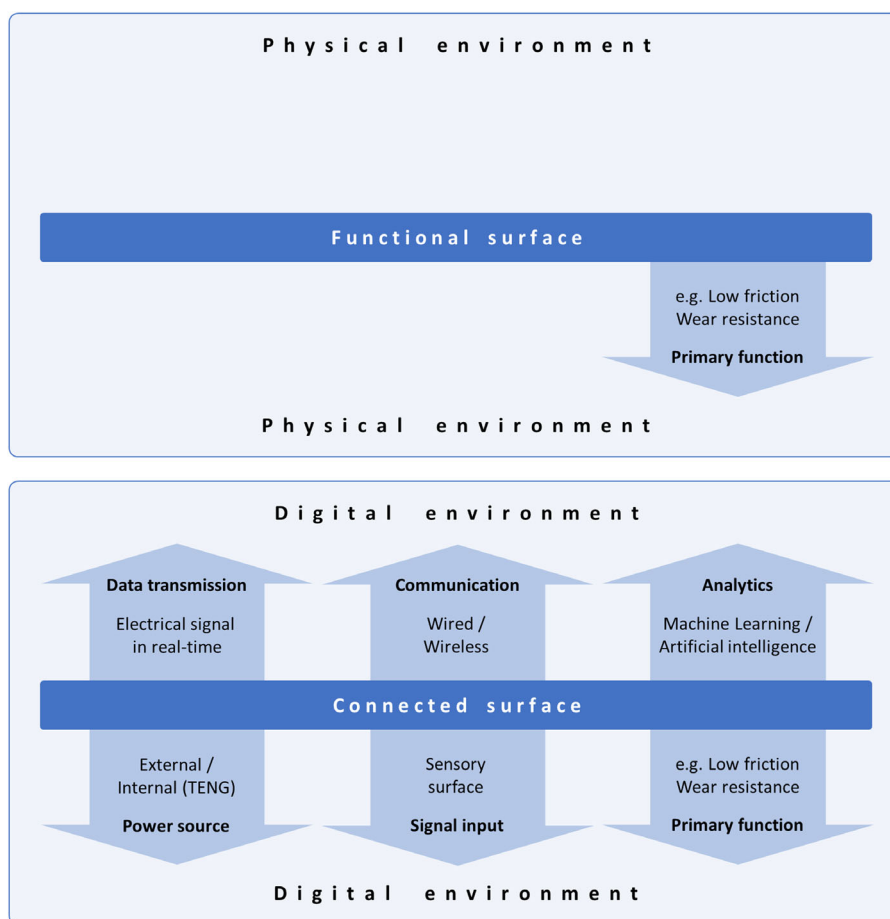 Physical environment
Functional surface
e.g. Low friction
Wear resistance
Primary function
Physical environment
Digital environment
Data transmission
Electrical signal
in real-time
Communication
Wired /
Wireless
Analytics
Machine Learning /
Artificial intelligence
Connected surface
External /
Internal (TENG)
Power source
Sensory
surface
Signal input
e.g. Low friction
Wear resistance
Primary function
Digital environment